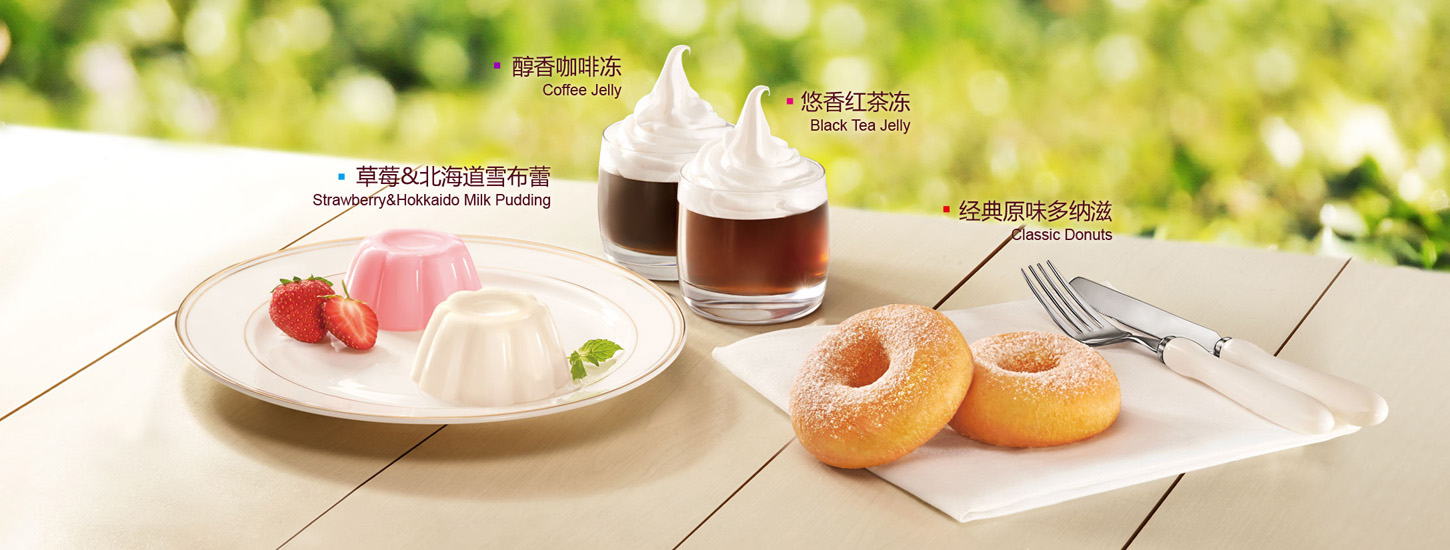 醇香咖啡冻
Coffee Jelly
悠香红茶冻
Black Tea Jelly
草莓&北海道雪布蕾
Strawberry&Hokkaido Milk Pudding
经典原味多纳滋
Classic Donuts